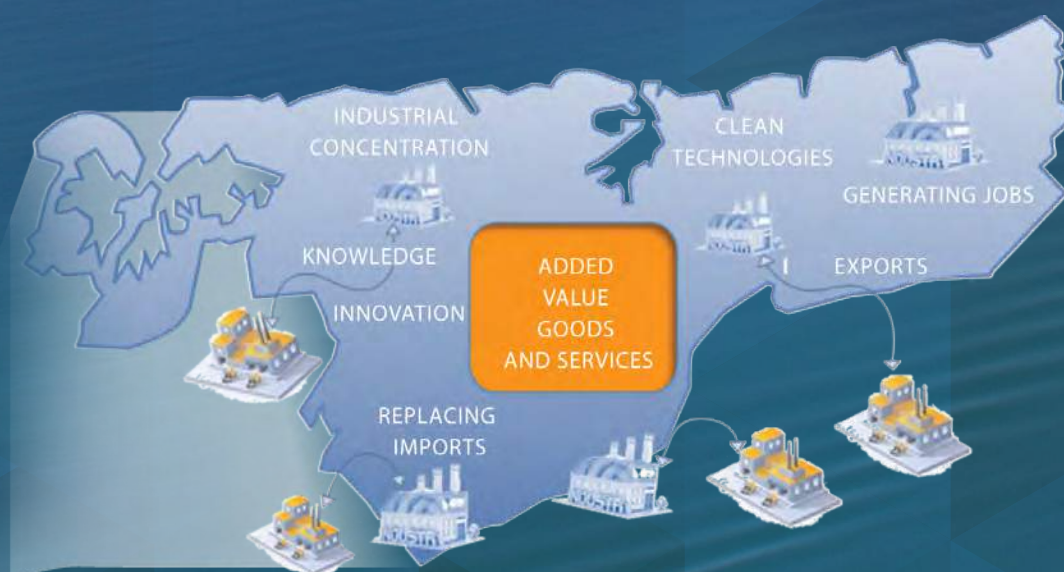 INDUSTRIAL
CONCENTRATION
CLEAN
TECHNOLOGIES
GENERATING JOBS
KNOWLEDGE
INNOVATION
ADDED
VALUE
GOODS
AND SERVICES
EXPORTS
REPLACING
IMPORTS